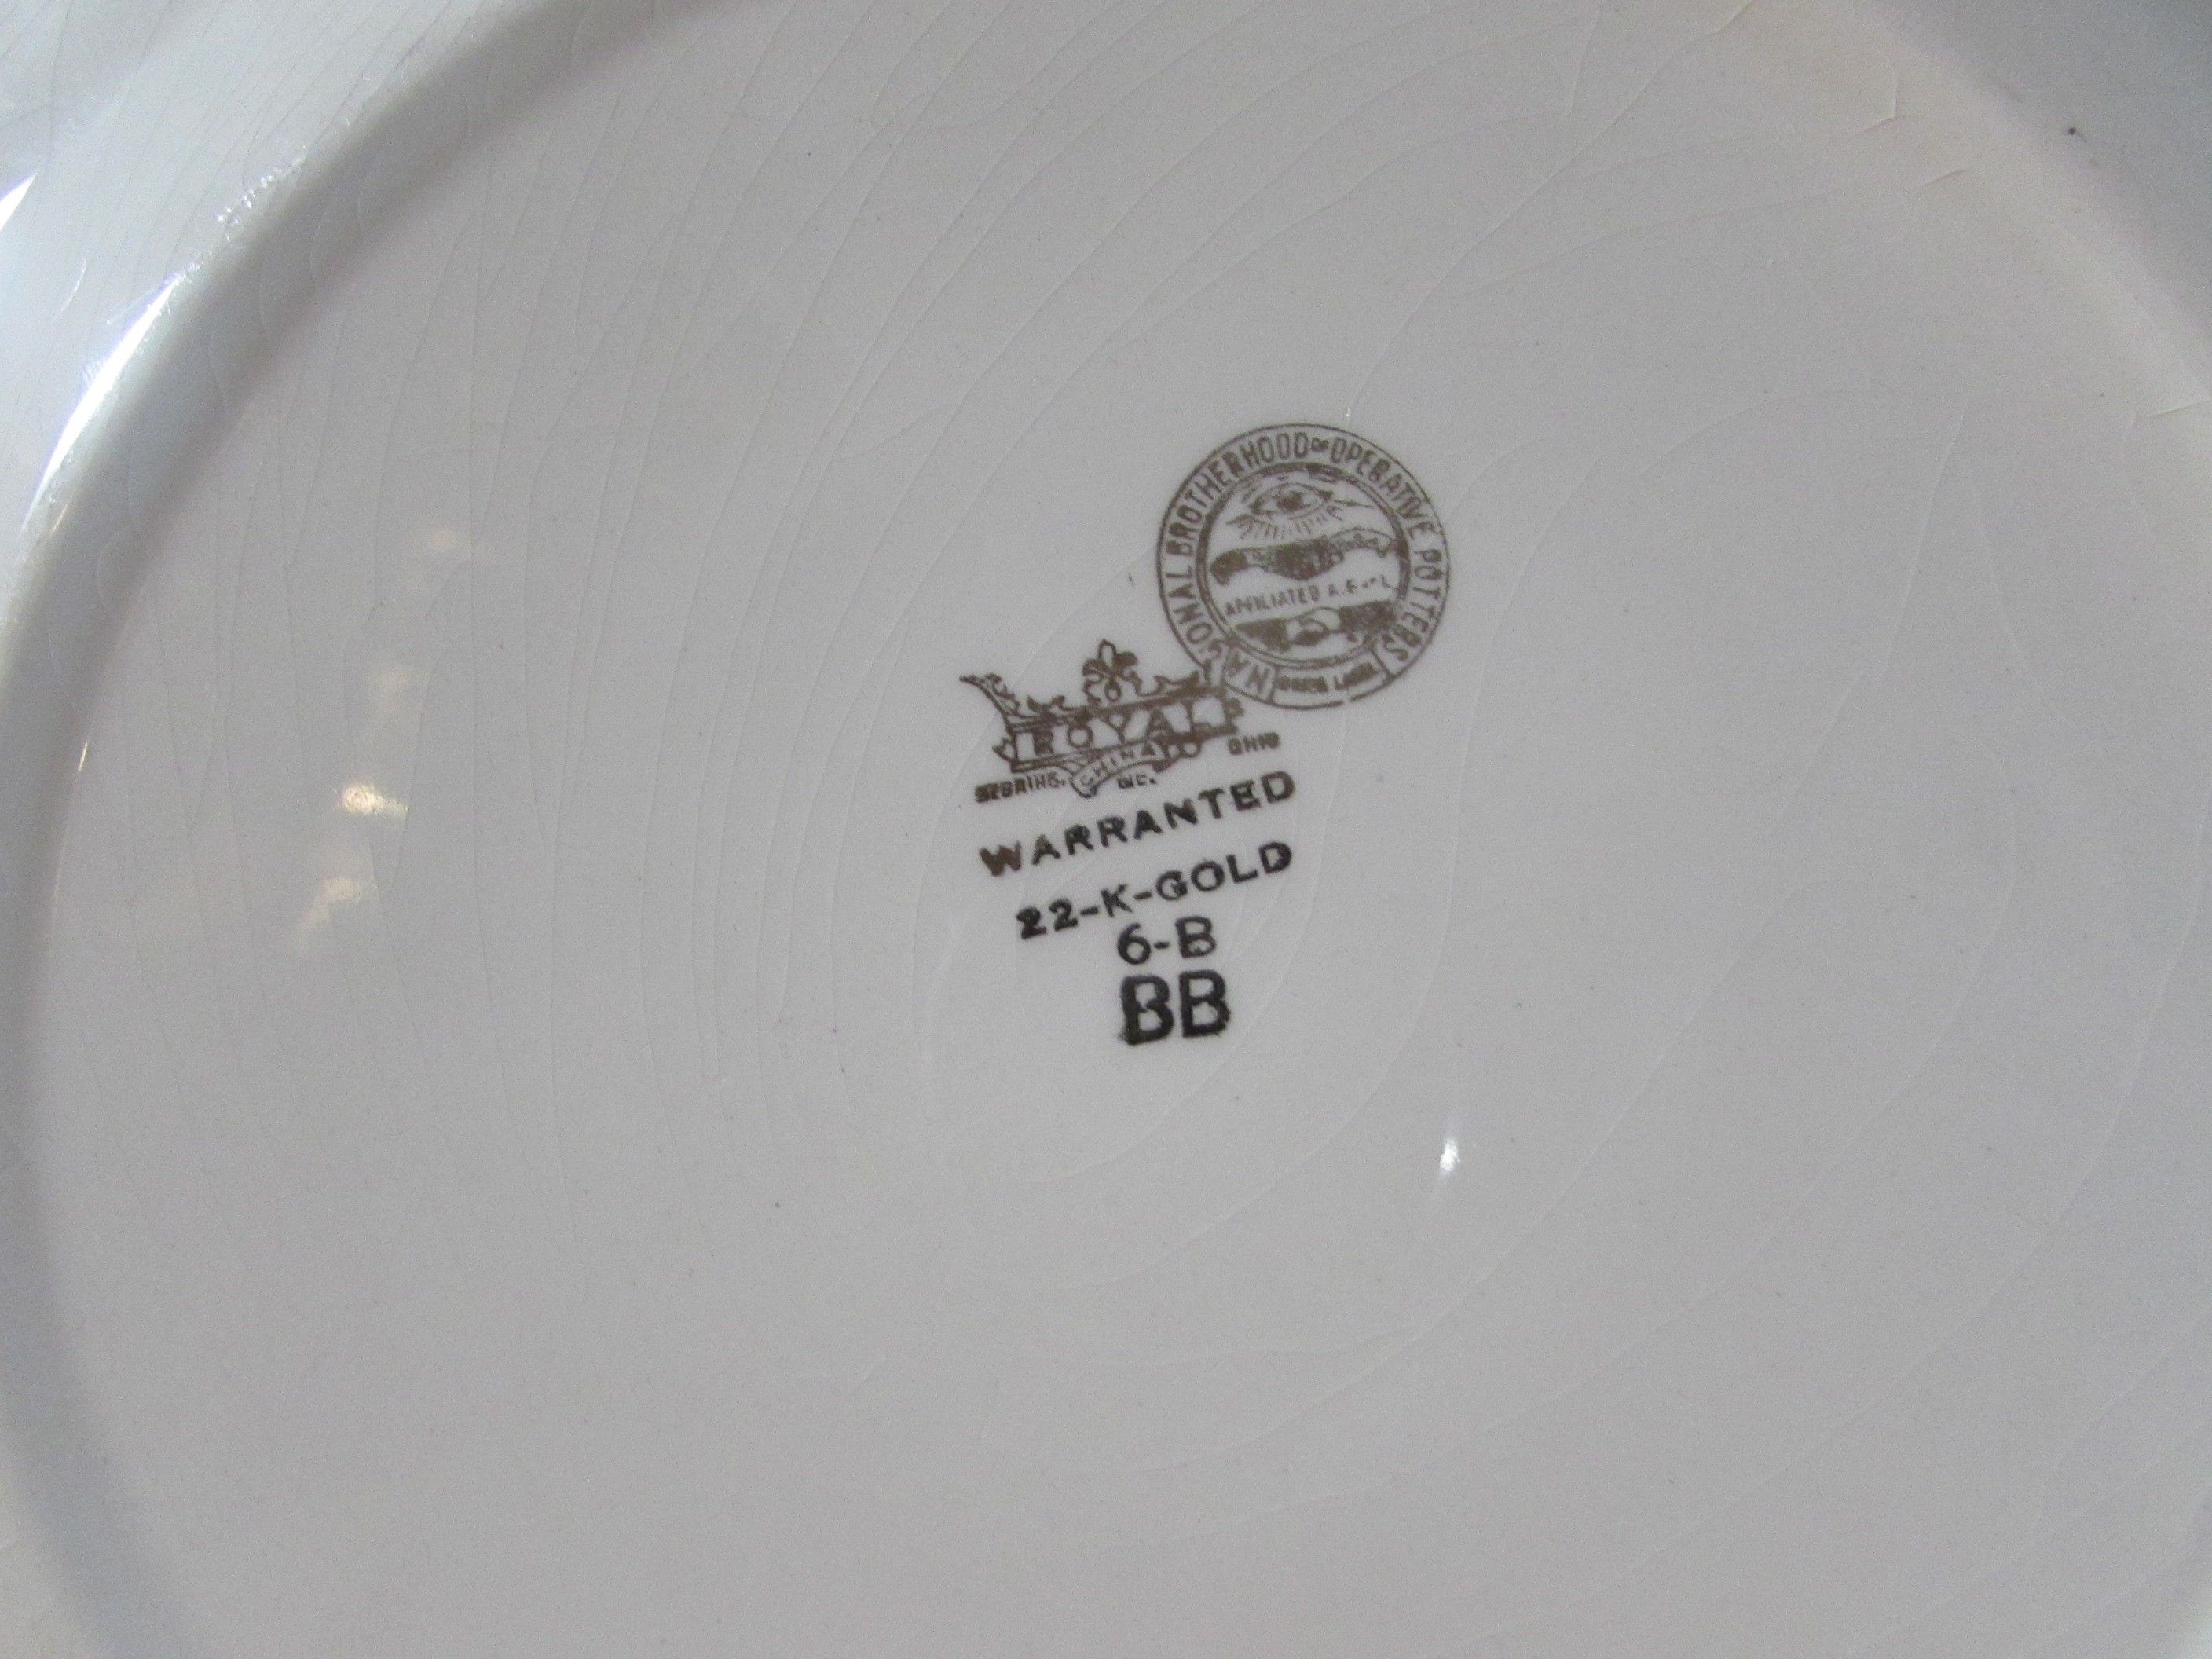 NATIONAL BROTHERHOOD OF OPERATIVE POTTERS
AFFILIATED A.F. OF L.
ROYAL
CHINA
SEBRING, OHIO
INC.
WARRANTED
22-K-GOLD
6-B
BB